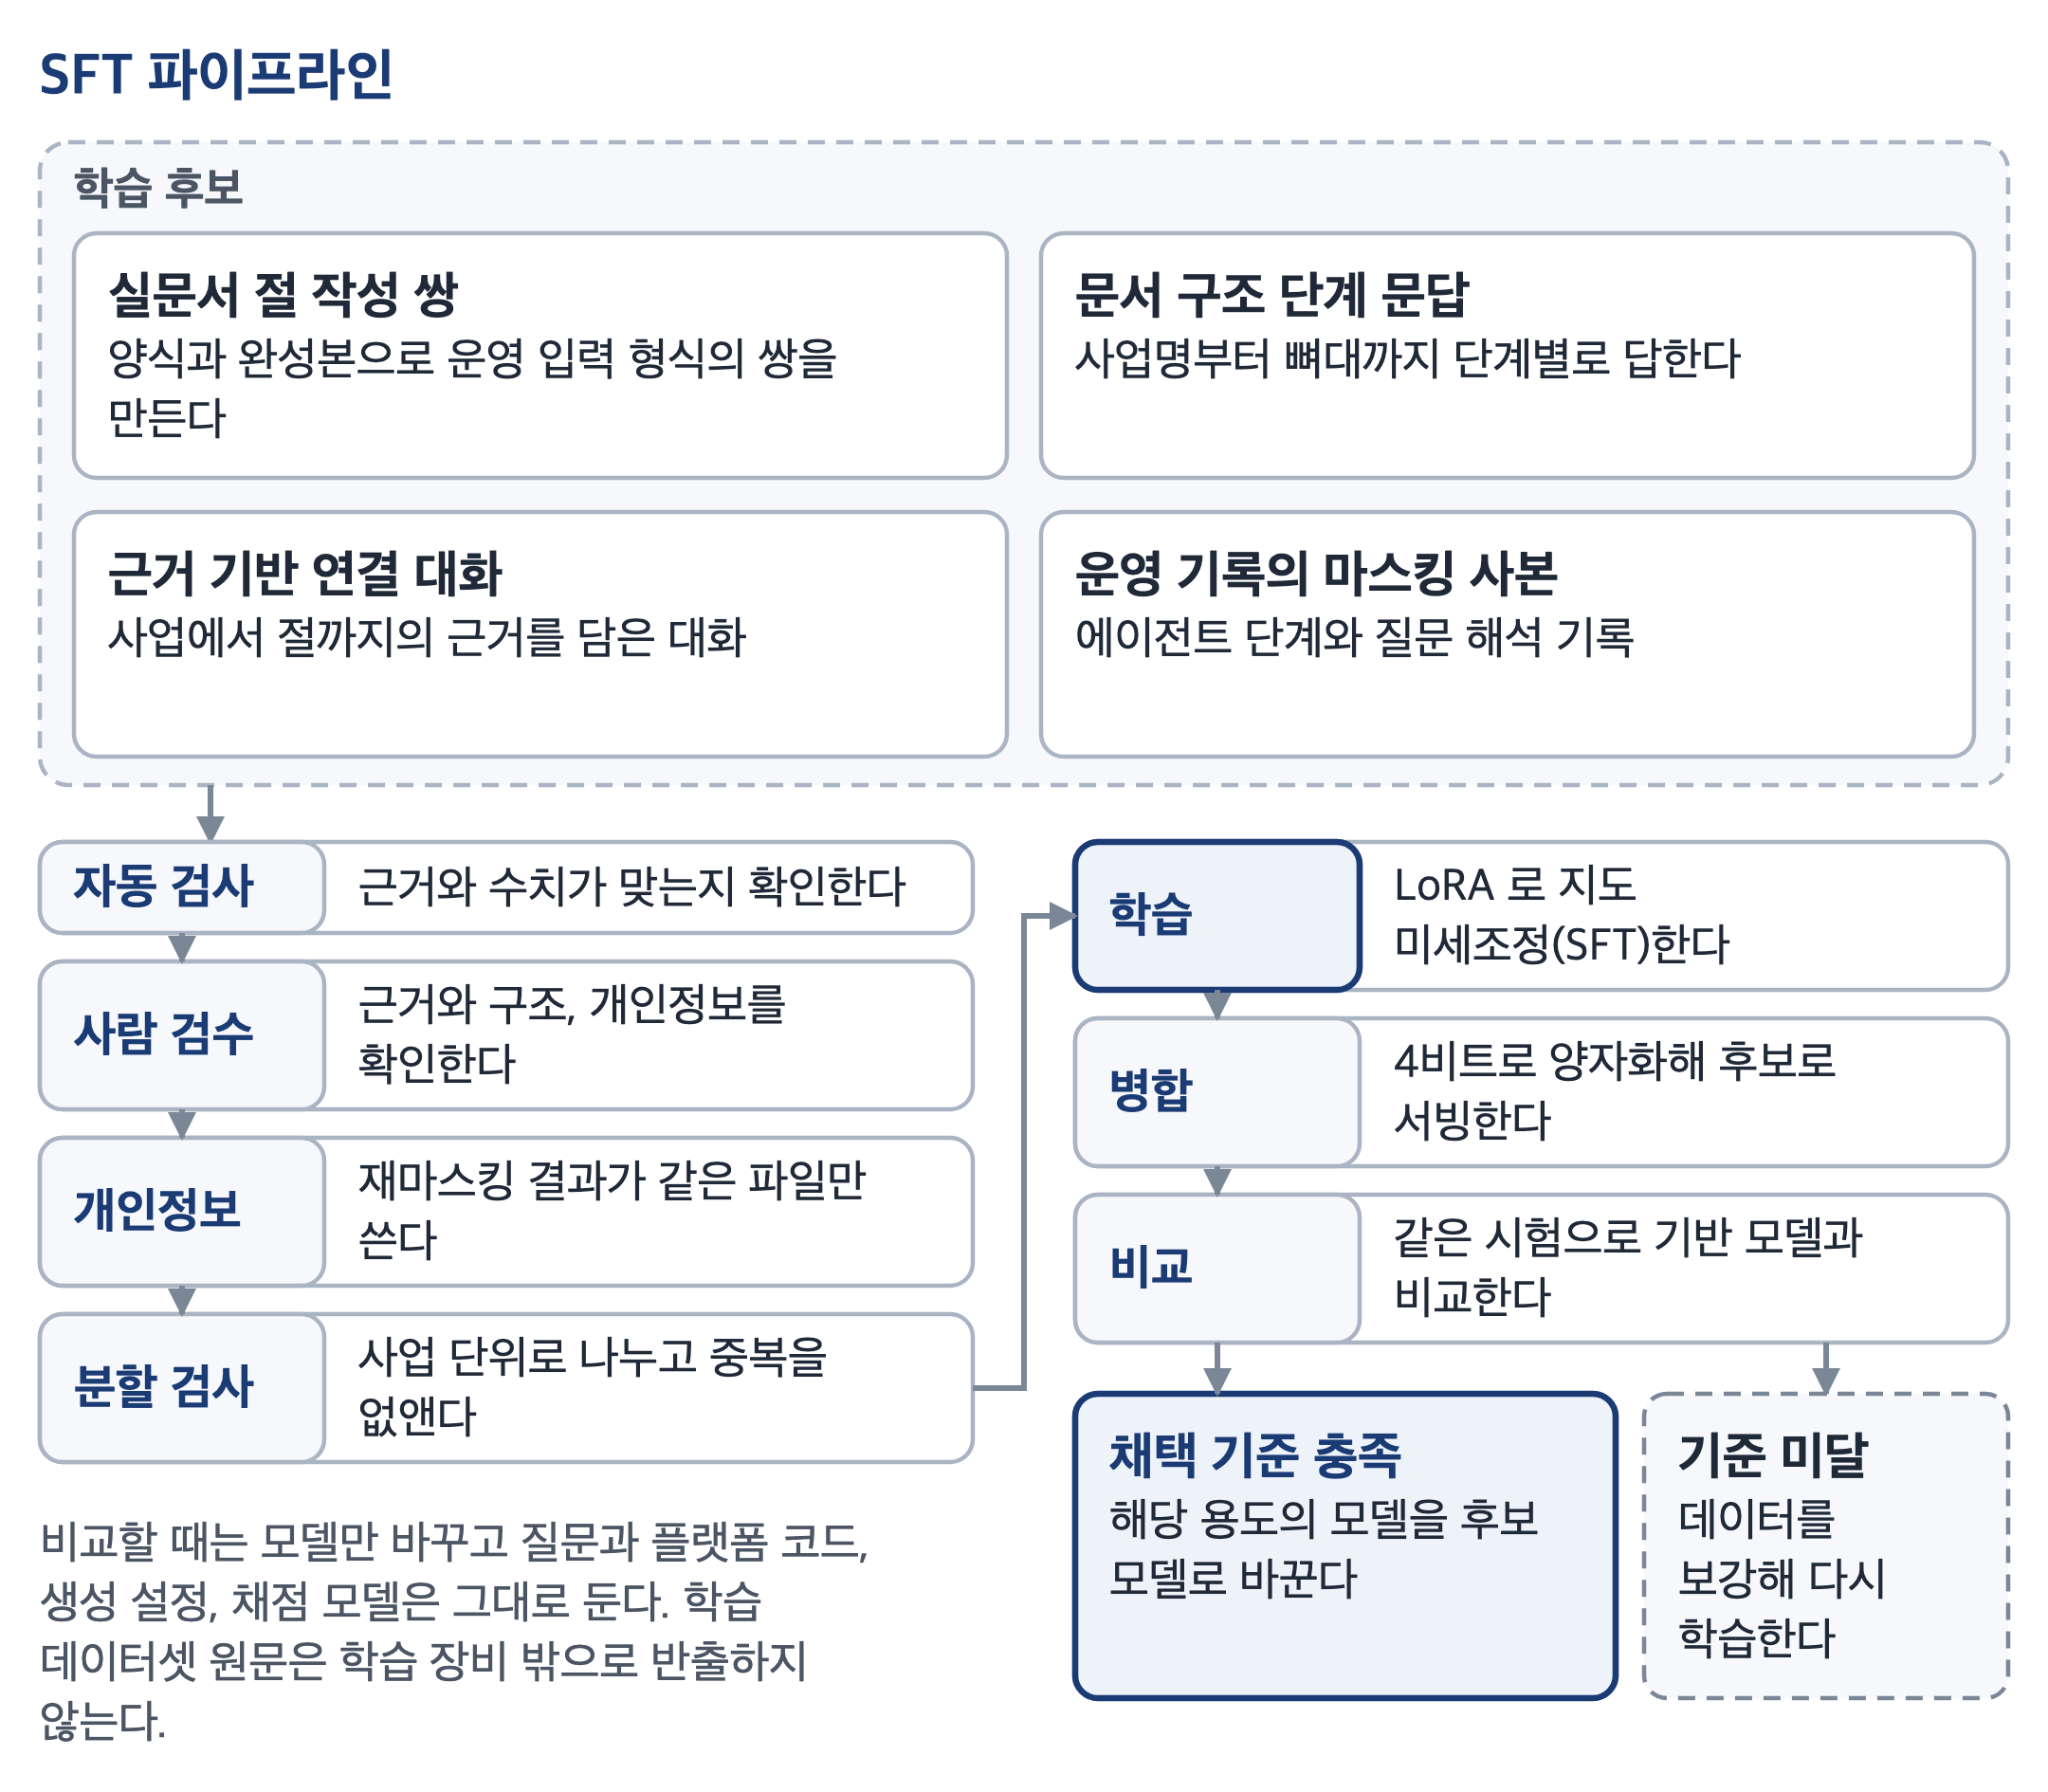 SFT 파이프라인
학습 후보
실문서 절 작성 쌍
양식과 완성본으로 운영 입력 형식의 쌍을
만든다
문서 구조 단계 문답
사업명부터 뼈대까지 단계별로 답한다
근거 기반 연결 대화
사업에서 절까지의 근거를 담은 대화
운영 기록의 마스킹 사본
에이전트 단계와 질문 해석 기록
자동 검사
근거와 수치가 맞는지 확인한다
사람 검수
근거와 구조, 개인정보를
확인한다
개인정보
재마스킹 결과가 같은 파일만
쓴다
분할 검사
사업 단위로 나누고 중복을
없앤다
학습
LoRA 로 지도
미세조정(SFT)한다
병합
4비트로 양자화해 후보로
서빙한다
비교
같은 시험으로 기반 모델과
비교한다
채택 기준 충족
해당 용도의 모델을 후보
모델로 바꾼다
기준 미달
데이터를
보강해 다시
학습한다
비교할 때는 모델만 바꾸고 질문과 플랫폼 코드,
생성 설정, 채점 모델은 그대로 둔다. 학습
데이터셋 원문은 학습 장비 밖으로 반출하지
않는다.